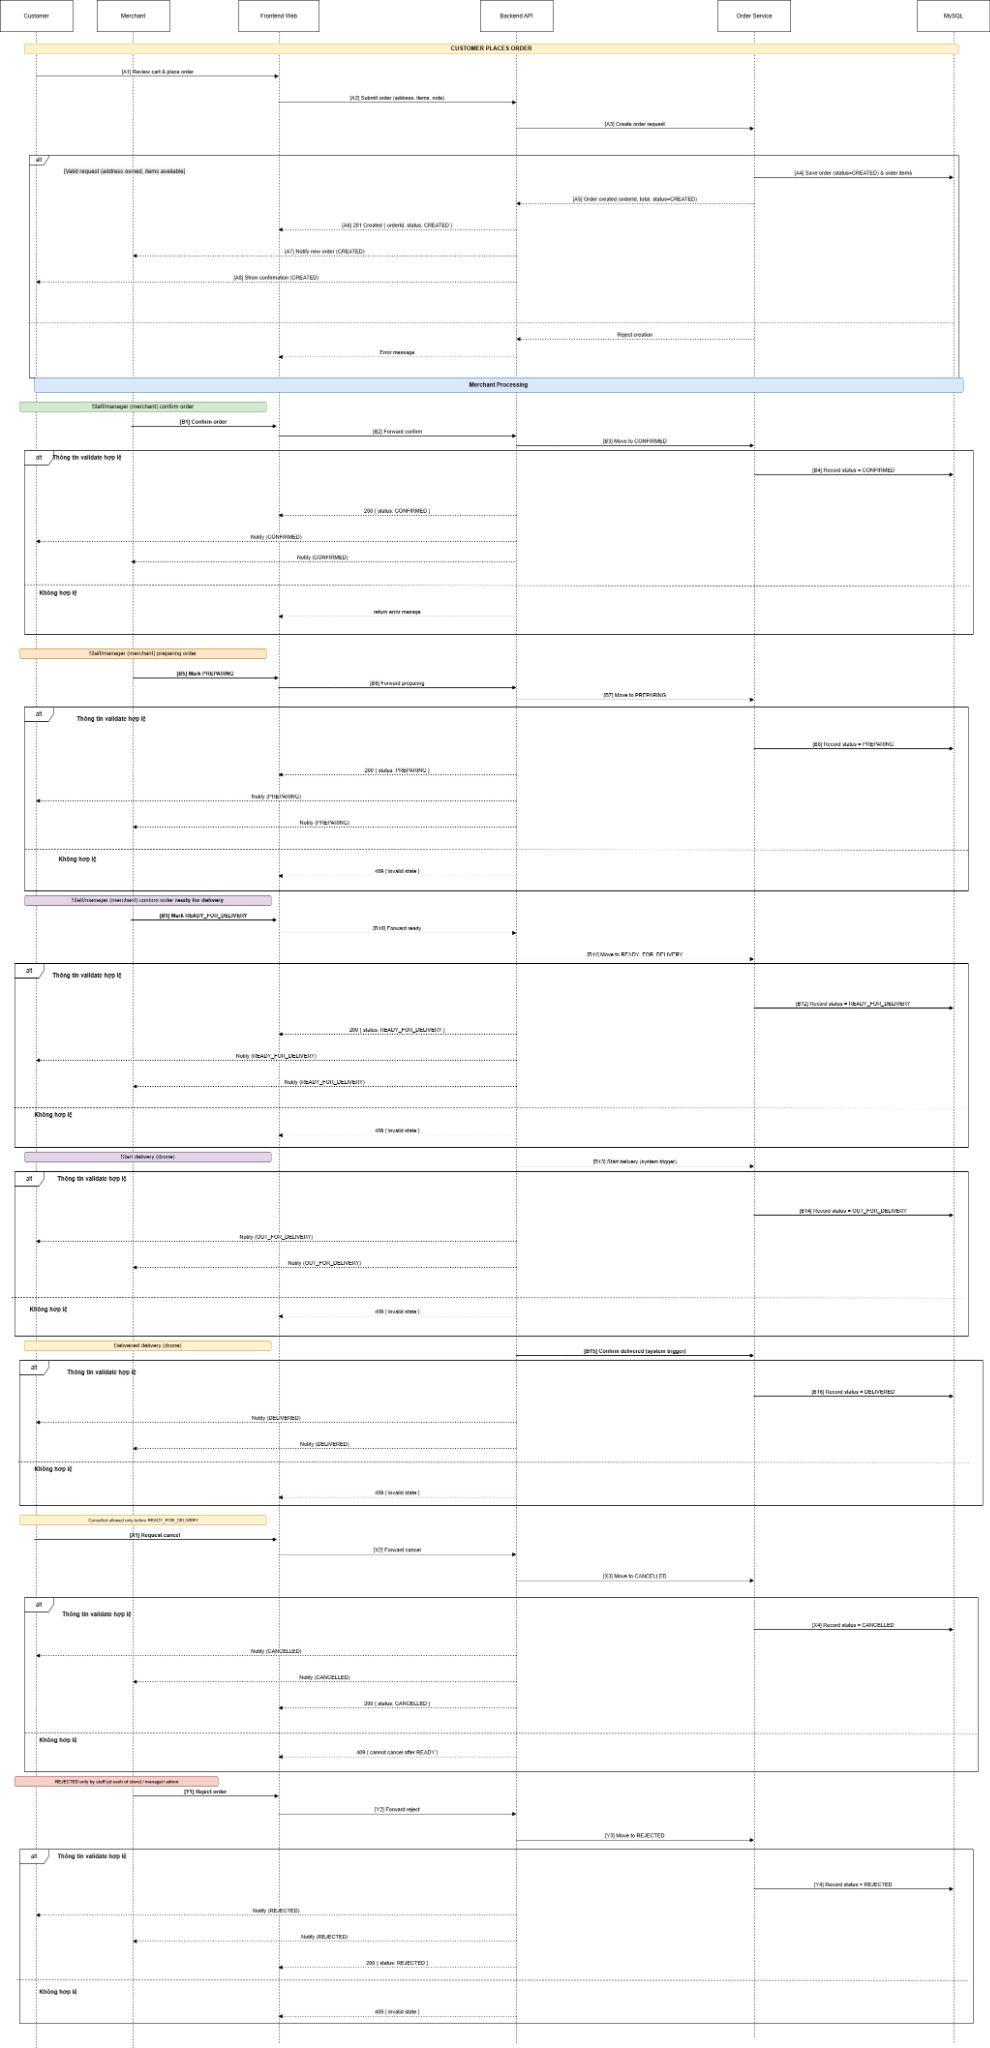 Customer
Merchant
Frontend Web
Backend API
Order Service
MySQL
CUSTOMER PLACES ORDER
[A1] Review cart & place order
[A2] Submit order (address, items, note)
[A3] Create order request
alt
[Valid request (address owned, items available]
[A4] Save order (status=CREATED) & order items
[A5] Order created (orderId, total, status=CREATED)
[A6] 201 Created { orderId, status: CREATED }
[A7] Notify new order (CREATED)
[A8] Show confirmation (CREATED)
Reject creation
Error message
Merchant Processing
Staff/manager (merchant) confirm order
[B1] Confirm order
[B2] Forward confirm
[B3] Move to CONFIRMED
alt
Thông tin validate hợp lệ
[B4] Record status = CONFIRMED
200 { status: CONFIRMED }
Notify (CONFIRMED)
Notify (CONFIRMED)
Không hợp lệ
return error mesage
Staff/manager (merchant) preparing order
[B5] Mark PREPARING
[B6] Forward preparing
[B7] Move to PREPARING
alt
Thông tin validate hợp lệ
[B8] Record status = PREPARING
200 { status: PREPARING }
Notify (PREPARING)
Notify (PREPARING)
Không hợp lệ
409 { invalid state }
Staff/manager (merchant) confirm order ready for delivery
[B9] Mark READY_FOR_DELIVERY
[B10] Forward ready
[B11] Move to READY_FOR_DELIVERY
alt
Thông tin validate hợp lệ
[B12] Record status = READY_FOR_DELIVERY
200 { status: READY_FOR_DELIVERY }
Notify (READY_FOR_DELIVERY)
Notify (READY_FOR_DELIVERY)
Không hợp lệ
409 { invalid state }
Start delivery (drone)
[B13] Start delivery (system trigger)
alt
Thông tin validate hợp lệ
[B14] Record status = OUT_FOR_DELIVERY
Notify (OUT_FOR_DELIVERY)
Notify (OUT_FOR_DELIVERY)
Không hợp lệ
409 { invalid state }
Delivered delivery (drone)
[B15] Confirm delivered (system trigger)
alt
Thông tin validate hợp lệ
[B16] Record status = DELIVERED
Notify (DELIVERED)
Notify (DELIVERED)
Không hợp lệ
409 { invalid state }
Cancelled allowed only before READY_FOR_DELIVERY
[X1] Request cancel
[X2] Forward cancel
[X3] Move to CANCELLED
alt
Thông tin validate hợp lệ
[X4] Record status = CANCELLED
Notify (CANCELLED)
Notify (CANCELLED)
200 { status: CANCELLED }
Không hợp lệ
409 { cannot cancel after READY }
REJECTED only by staff (at each of store) / manager/ admin
[Y1] Reject order
[Y2] Forward reject
[Y3] Move to REJECTED
alt
Thông tin validate hợp lệ
[Y4] Record status = REJECTED
Notify (REJECTED)
Notify (REJECTED)
200 { status: REJECTED }
Không hợp lệ
409 { invalid state }